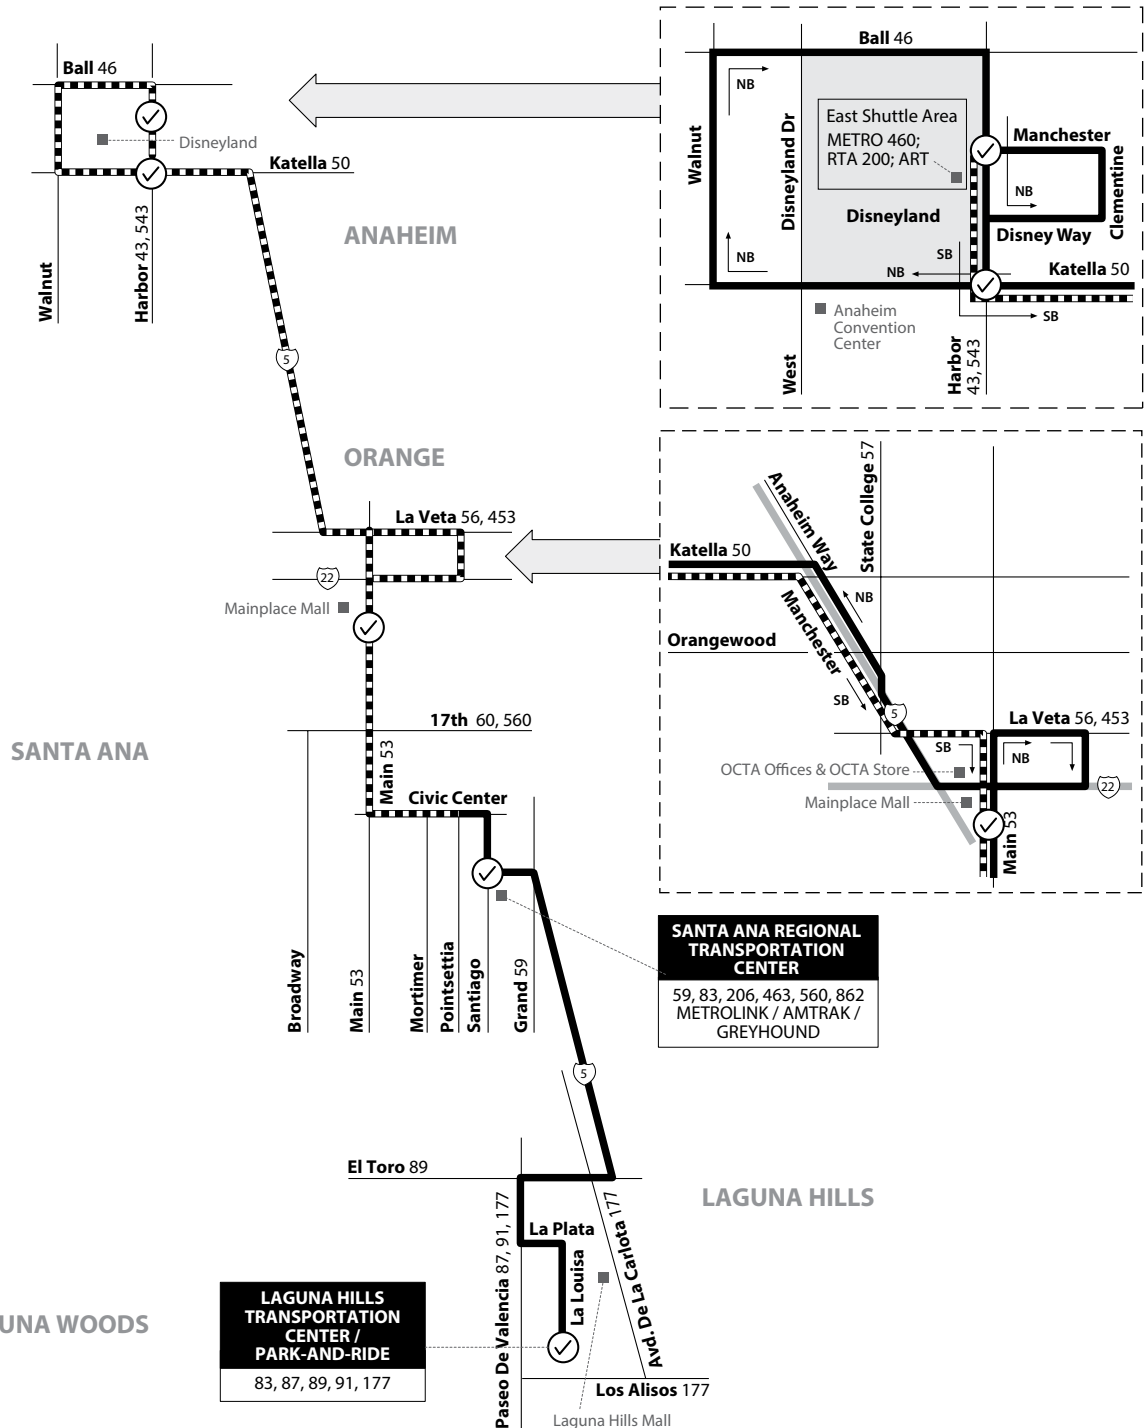 Ball 46
Disneyland
Katella 50
Walnut
Harbor 43, 543
ANAHEIM
5
ORANGE
La Veta 56, 453
22
Mainplace Mall
17th 60, 560
SANTA ANA
Main 53
Civic Center
Broadway
Main 53
Mortimer
Pointsettia
Santiago
Grand 59
5
El Toro 89
LAGUNA HILLS
Paseo De Valencia 87, 91, 177
La Plata
La Louisa
Avd. De La Carlota 177
UNA WOODS
LAGUNA HILLS
TRANSPORTATION
CENTER /
PARK-AND-RIDE
83, 87, 89, 91, 177
Los Alisos 177
Laguna Hills Mall
Ball 46
NB
Walnut
Disneyland Dr
East Shuttle Area
METRO 460;
RTA 200; ART
Manchester
Clementine
NB
Disneyland
Disney Way
NB
SB
NB
Katella 50
SB
Anaheim
Convention
Center
West
Harbor
43, 543
Anaheim Way
State College 57
Katella 50
NB
Manchester
Orangewood
SB
5
La Veta 56, 453
SB
NB
OCTA Offices & OCTA Store
22
Mainplace Mall
Main 53
SANTA ANA REGIONAL
TRANSPORTATION
CENTER
59, 83, 206, 463, 560, 862
METROLINK / AMTRAK /
GREYHOUND